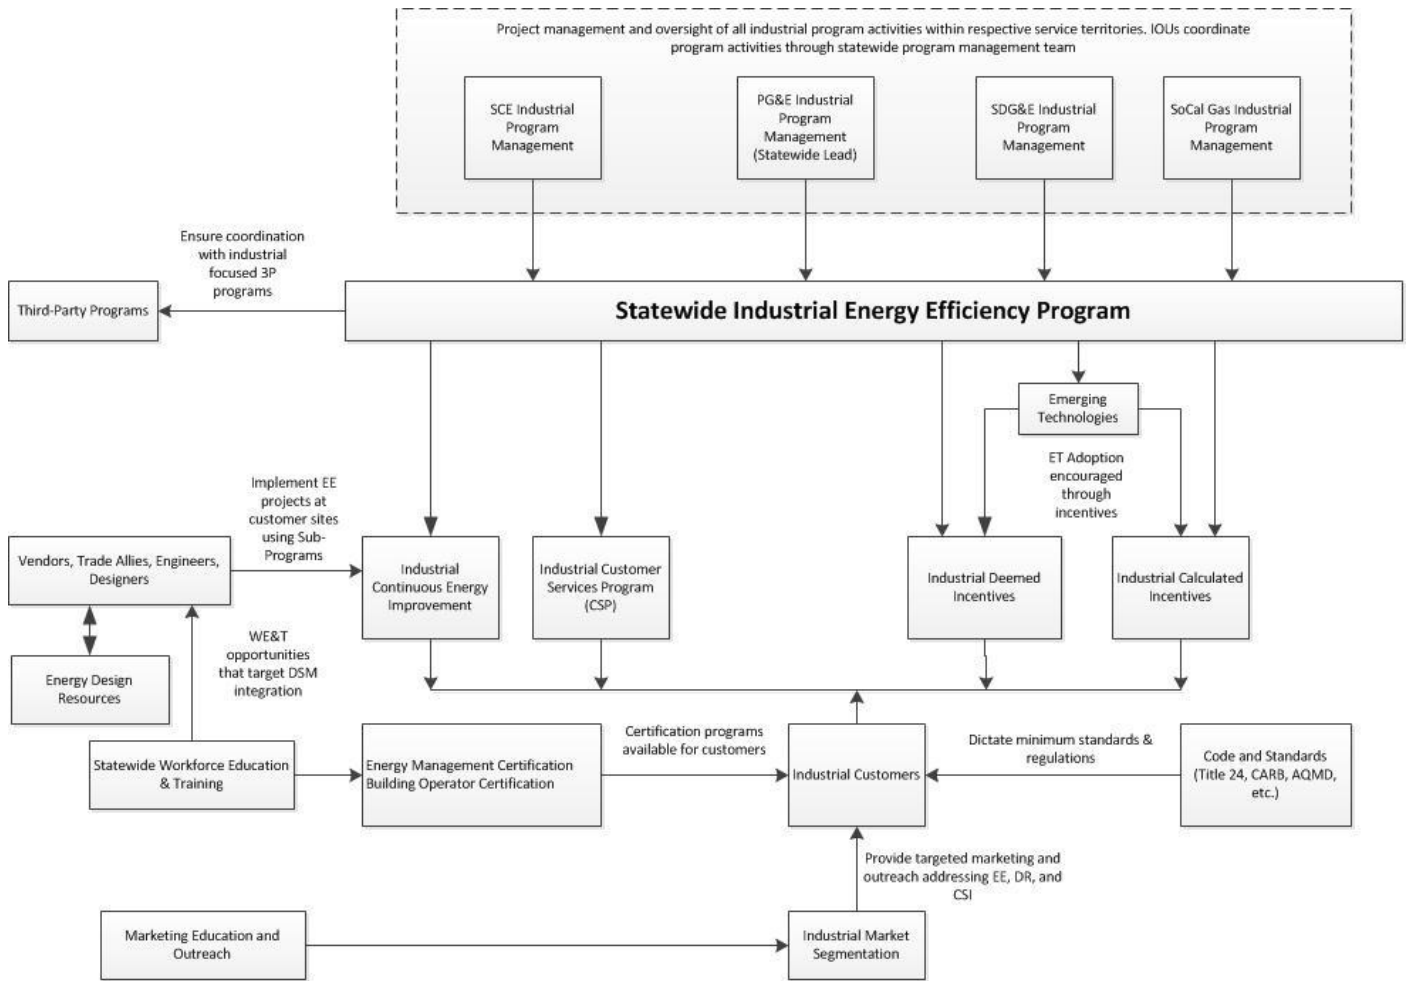 Project management and oversight of all industrial program activities within respective service territories. IOUs coordinate
program activities through statewide program management team
SCE Industrial
Program
Management
PG&E Industrial
Program
Management
(Statewide Lead)
SDG&E Industrial
Program
Management
SoCal Gas Industrial
Program
Management
Ensure coordination
with industrial
focused 3P
programs
Third-Party Programs
Statewide Industrial Energy Efficiency Program
Emerging
Technologies
ET Adoption
encouraged
through
incentives
Implement EE
projects at
customer sites
using Sub-
Programs
Vendors, Trade Allies, Engineers,
Designers
Industrial
Continuous Energy
Improvement
Industrial Customer
Services Program
(CSP)
Industrial Deemed
Incentives
Industrial Calculated
Incentives
WE&T
opportunities
that target DSM
integration
Energy Design
Resources
Statewide Workforce Education
& Training
Energy Management Certification
Building Operator Certification
Certification programs
available for customers
Industrial Customers
Dictate minimum standards &
regulations
Code and Standards
(Title 24, CARB, AQMD,
etc.)
Provide targeted marketing and
outreach addressing EE, DR, and
CSI
Marketing Education and
Outreach
Industrial Market
Segmentation